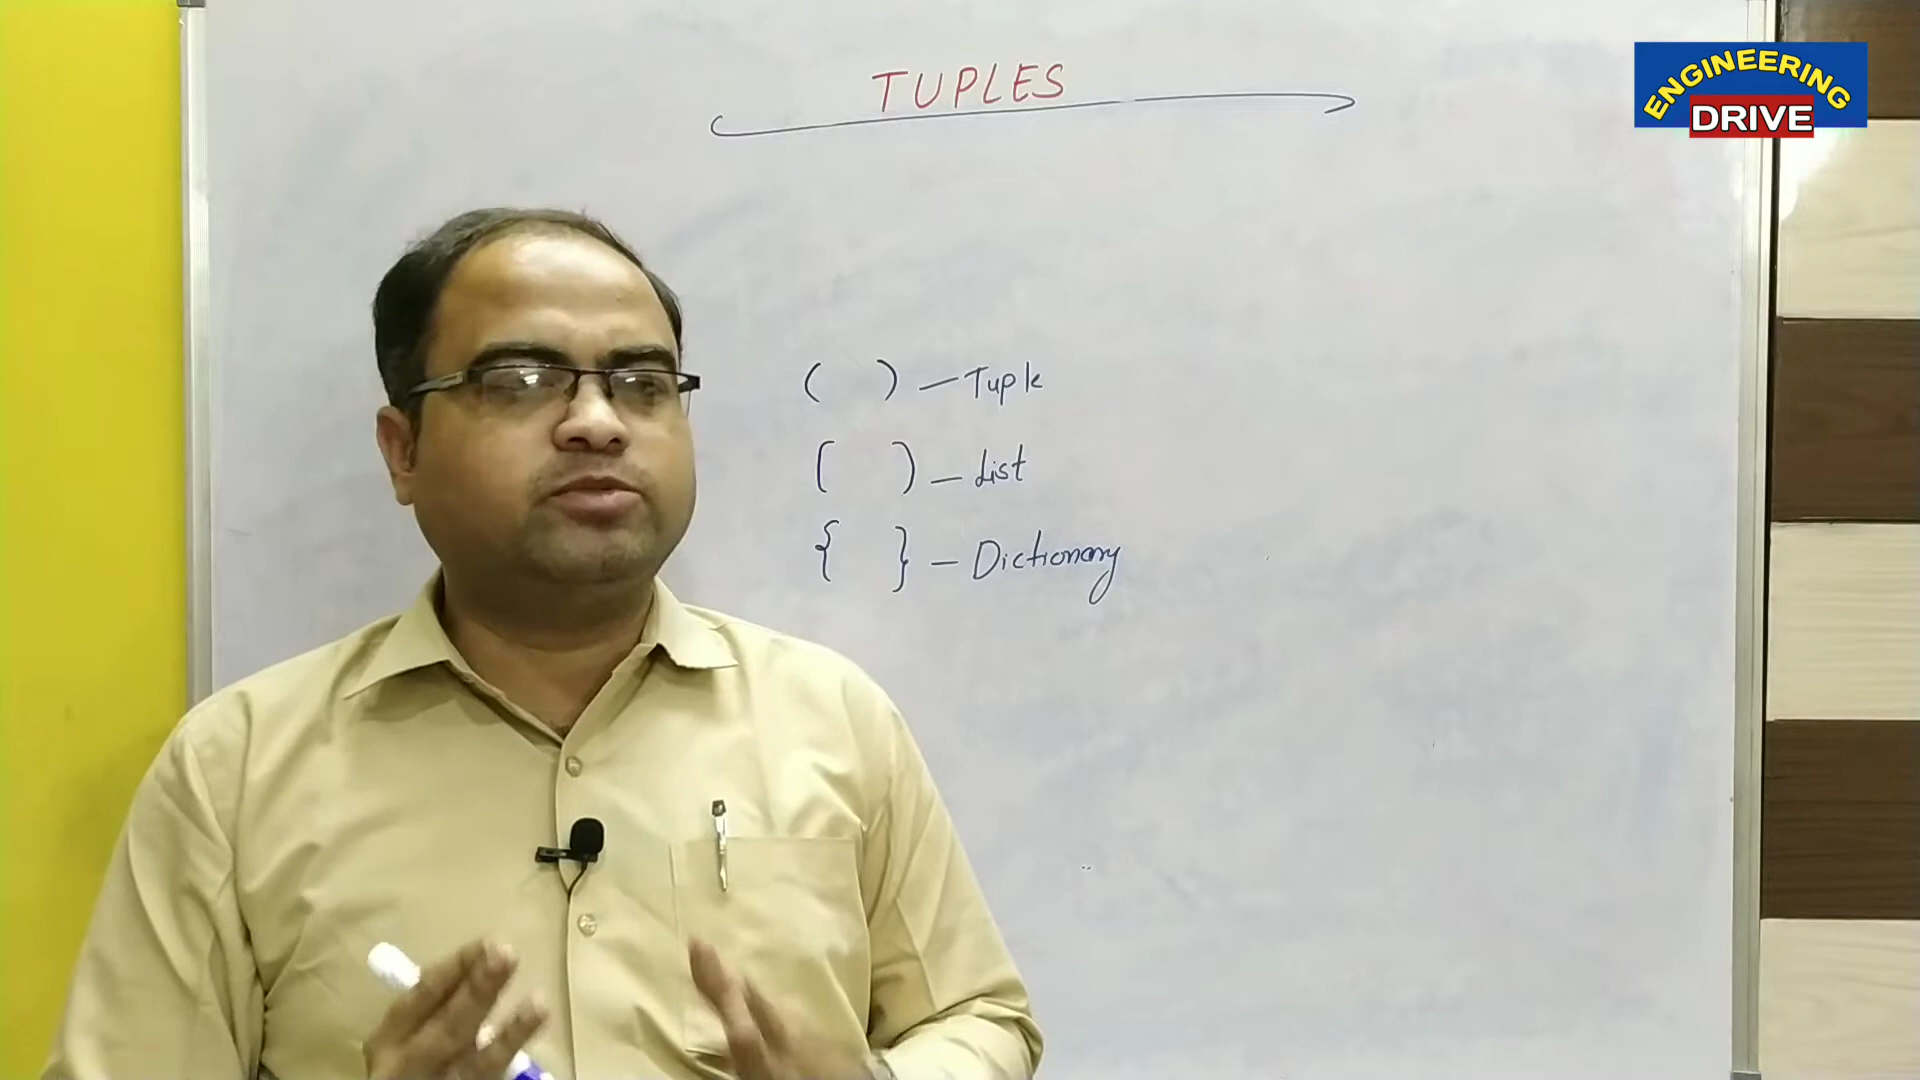 TUPLES
ENGINEERING
DRIVE
( ) - Tuple
[ ) - List
{ } - Dictionary